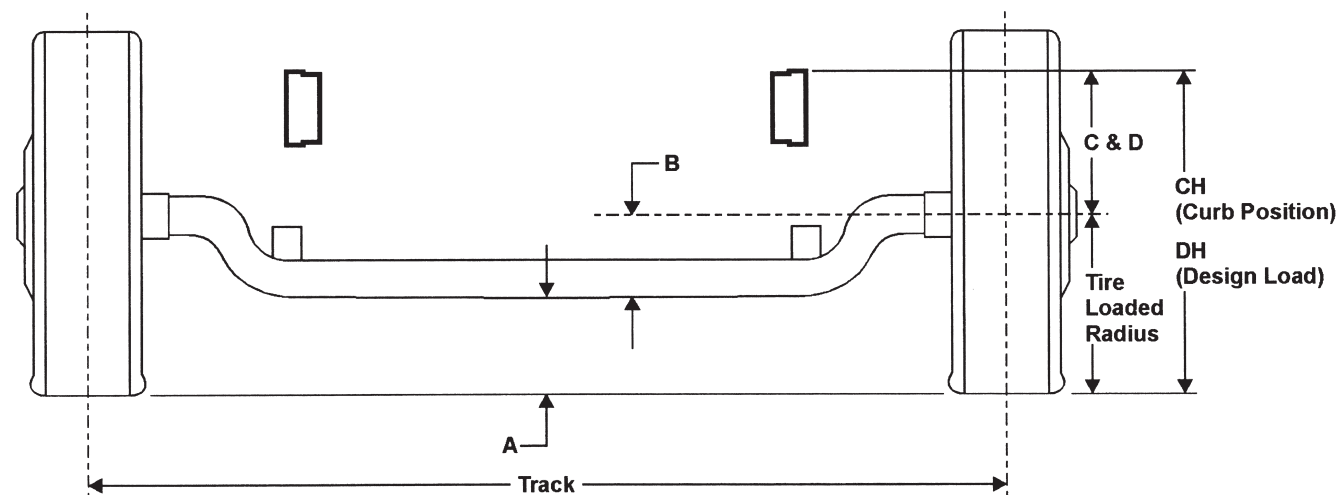 B
C & D
CH
(Curb Position)
DH
(Design Load)
Tire
Loaded
Radius
A
Track